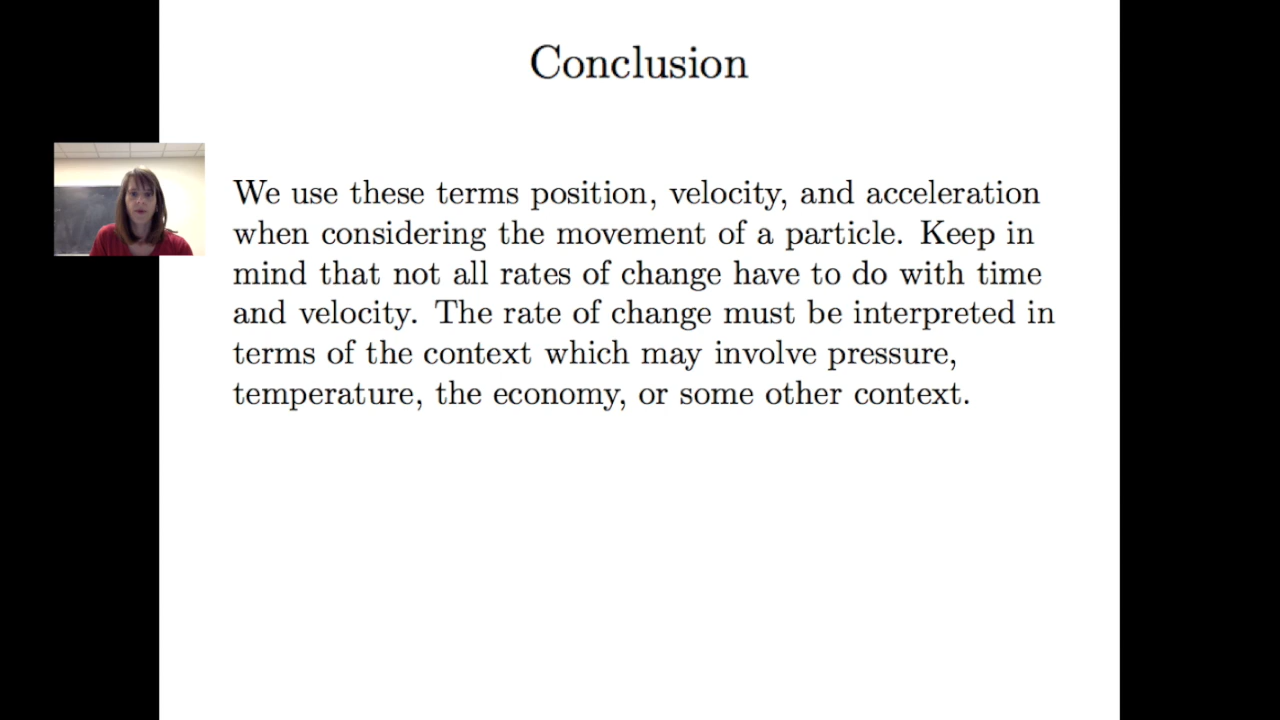 Conclusion
We use these terms position, velocity, and acceleration
when considering the movement of a particle. Keep in
mind that not all rates of change have to do with time
and velocity. The rate of change must be interpreted in
terms of the context which may involve pressure,
temperature, the economy, or some other context.